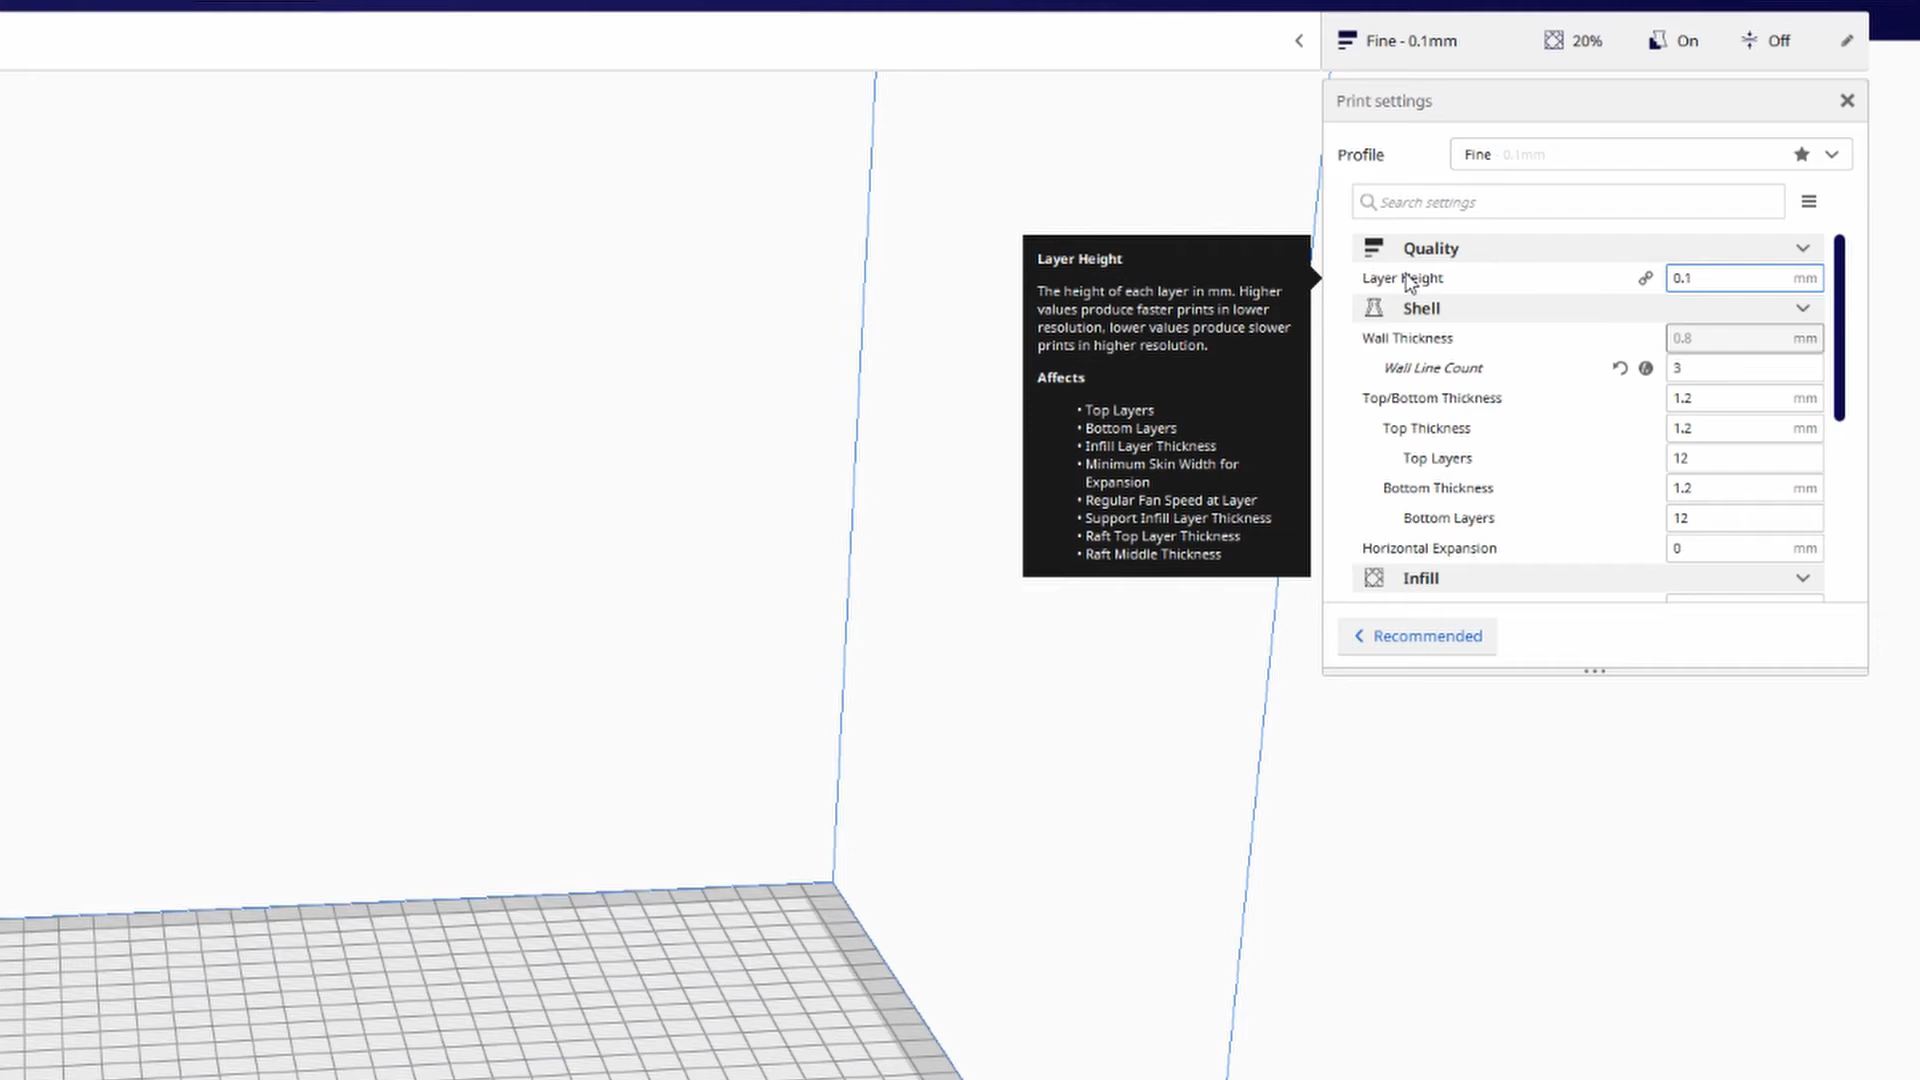 Fine - 0.1mm 20% On Off
Print settings
Profile Fine 0.1mm
Search settings
Quality
Layer Height 0.1 mm
Shell
Wall Thickness 0.8 mm
Wall Line Count 3
Top/Bottom Thickness 1.2 mm
Top Thickness 1.2 mm
Top Layers 12
Bottom Thickness 1.2 mm
Bottom Layers 12
Horizontal Expansion 0 mm
Infill
Recommended
Layer Height
The height of each layer in mm. Higher
values produce faster prints in lower
resolution, lower values produce slower
prints in higher resolution.
Affects
• Top Layers
• Bottom Layers
• Infill Layer Thickness
• Minimum Skin Width for
Expansion
• Regular Fan Speed at Layer
• Support Infill Layer Thickness
• Raft Top Layer Thickness
• Raft Middle Thickness